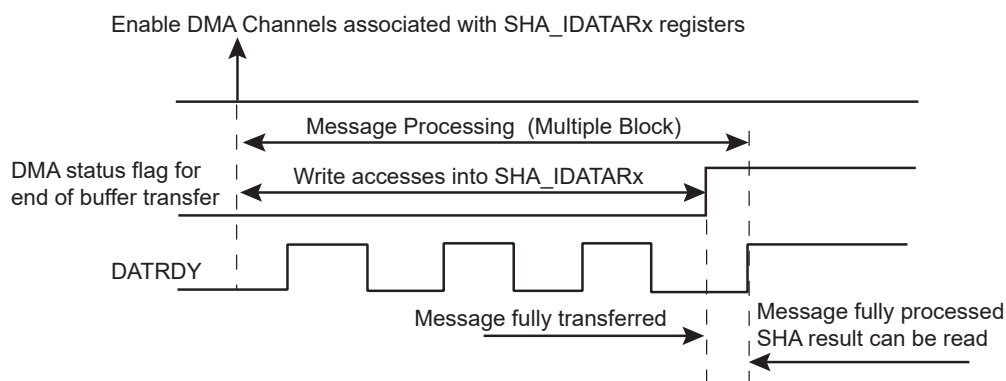 Enable DMA Channels associated with SHA_IDATARx registers
Message Processing (Multiple Block)
DMA status flag for
end of buffer transfer
Write accesses into SHA_IDATARx
DATRDY
Message fully transferred
Message fully processed
SHA result can be read